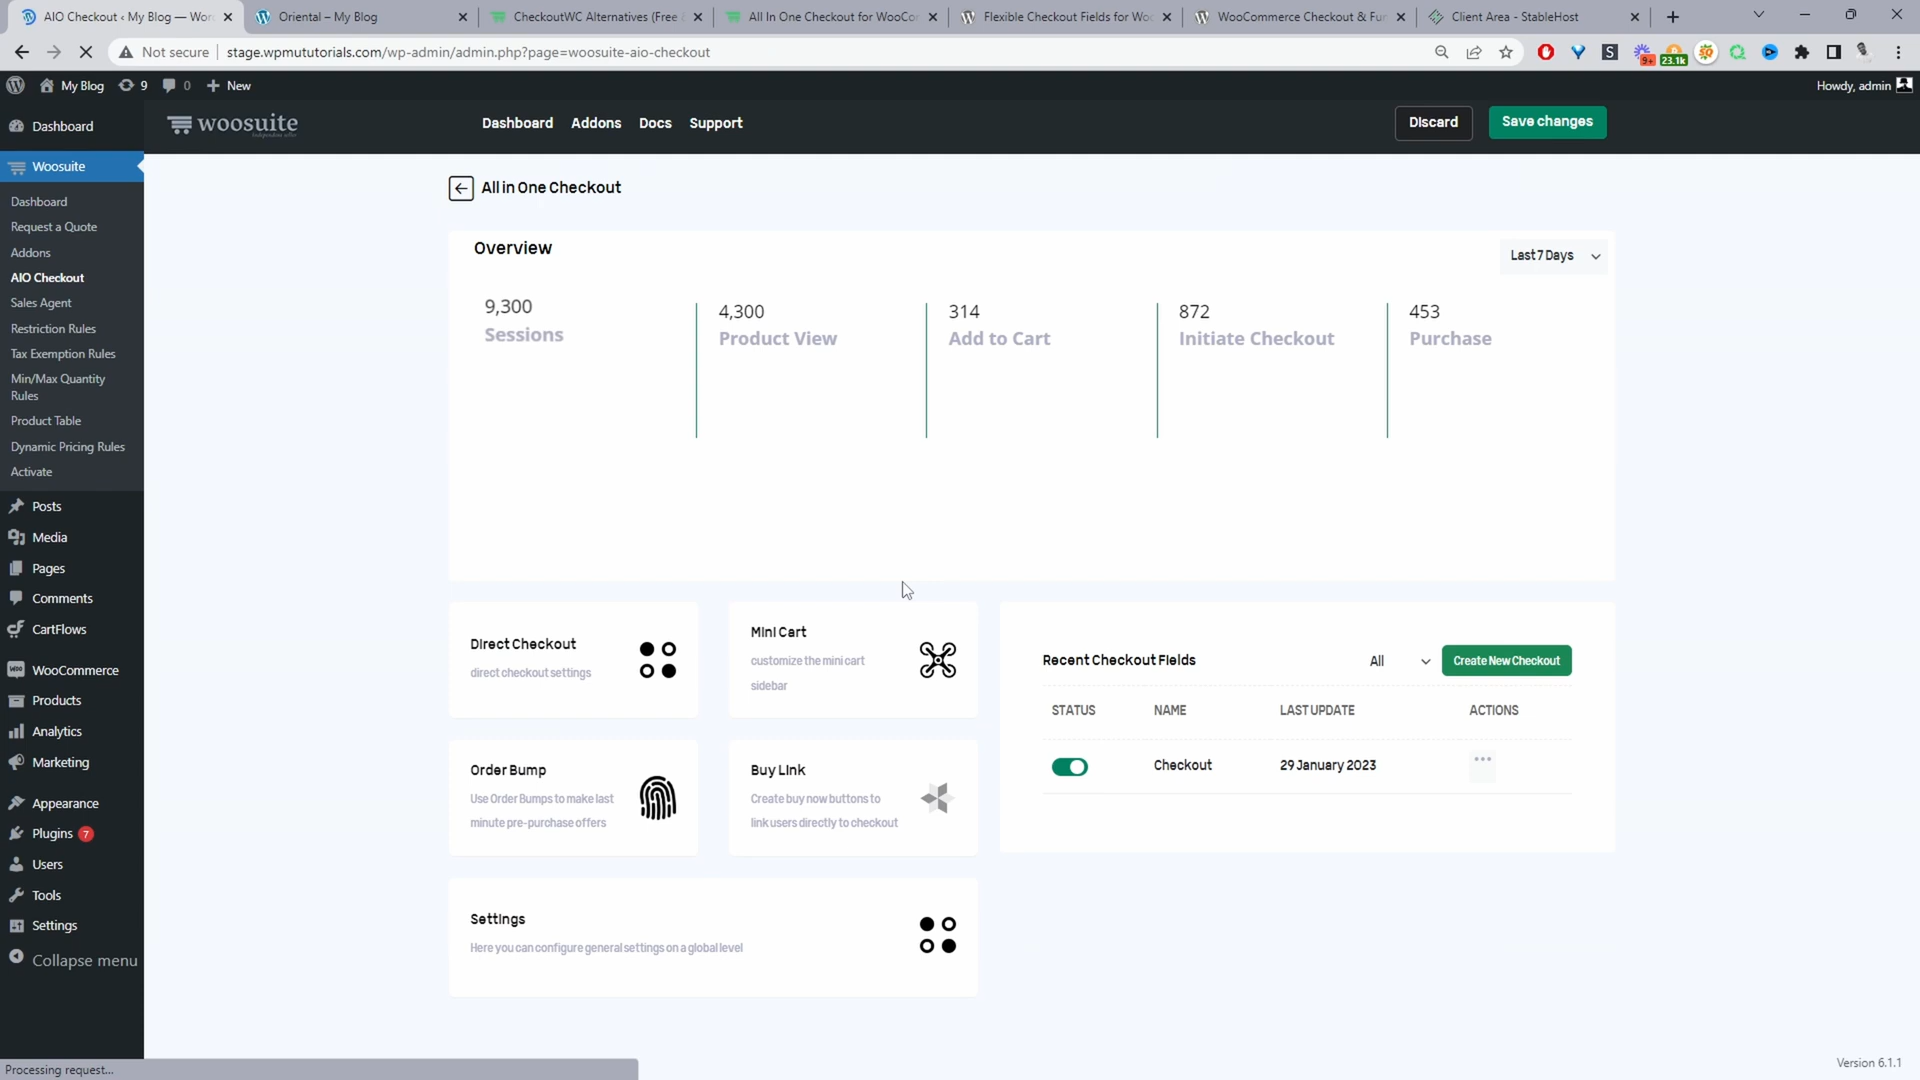 AIO Checkout ‹ My Blog — Wor
Oriental – My Blog
CheckoutWC Alternatives (Free &
All In One Checkout for WooCor
Flexible Checkout Fields for Woo
WooCommerce Checkout & Fun
Client Area - StableHost
Not secure
stage.wpmututorials.com/wp-admin/admin.php?page=woosuite-aio-checkout
9+
23.1k
My Blog
9
0
New
Howdy, admin
woosuite
Dashboard
Addons
Docs
Support
Discard
Save changes
Dashboard
Woosuite
Dashboard
Request a Quote
Addons
AIO Checkout
Sales Agent
Restriction Rules
Tax Exemption Rules
Min/Max Quantity
Rules
Product Table
Dynamic Pricing Rules
Activate
Posts
Media
Pages
Comments
CartFlows
WooCommerce
Products
Analytics
Marketing
Appearance
Plugins 7
Users
Tools
Settings
Collapse menu
All in One Checkout
Overview
Last 7 Days
9,300
Sessions
4,300
Product View
314
Add to Cart
872
Initiate Checkout
453
Purchase
Direct Checkout
direct checkout settings
Mini Cart
customize the mini cart
sidebar
Order Bump
Use Order Bumps to make last
minute pre-purchase offers
Buy Link
Create buy now buttons to
link users directly to checkout
Settings
Here you can configure general settings on a global level
Recent Checkout Fields
All
Create New Checkout
STATUS
NAME
LAST UPDATE
ACTIONS
Checkout
29 January 2023
Processing request...
Version 6.1.1